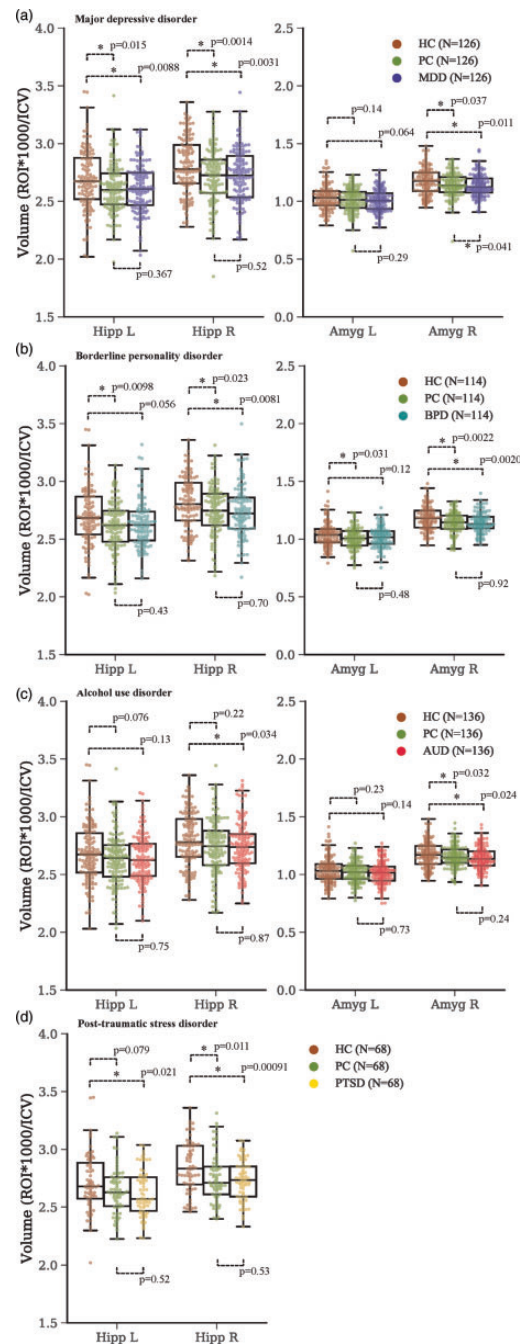 (a) Major depressive disorder
Volume (ROI*1000/ICV)
4.0
3.5
3.0
2.5
2.0
1.5
* p=0.015
* p=0.0088
* p=0.0014
* p=0.0031
p=0.367
p=0.52
Hipp L Hipp R
2.5
2.0
1.5
1.0
0.5
0.0
HC (N=126)
PC (N=126)
MDD (N=126)
p=0.14
p=0.064
* p=0.037
* p=0.011
p=0.29
* p=0.041
Amyg L Amyg R
(b) Borderline personality disorder
Volume (ROI*1000/ICV)
4.0
3.5
3.0
2.5
2.0
1.5
* p=0.0098
p=0.056
* p=0.023
* p=0.0081
p=0.43
p=0.70
Hipp L Hipp R
2.5
2.0
1.5
1.0
0.5
0.0
HC (N=114)
PC (N=114)
BPD (N=114)
* p=0.031
p=0.12
* p=0.0022
* p=0.0020
p=0.48
p=0.92
Amyg L Amyg R
(c) Alcohol use disorder
Volume (ROI*1000/ICV)
4.0
3.5
3.0
2.5
2.0
1.5
p=0.076
p=0.13
p=0.22
* p=0.034
p=0.75
p=0.87
Hipp L Hipp R
2.5
2.0
1.5
1.0
0.5
0.0
HC (N=136)
PC (N=136)
AUD (N=136)
p=0.23
p=0.14
* p=0.032
* p=0.024
p=0.73
p=0.24
Amyg L Amyg R
(d) Post-traumatic stress disorder
Volume (ROI*1000/ICV)
4.0
3.5
3.0
2.5
2.0
1.5
p=0.079
* p=0.021
* p=0.011
* p=0.00091
p=0.52
p=0.53
Hipp L Hipp R
HC (N=68)
PC (N=68)
PTSD (N=68)